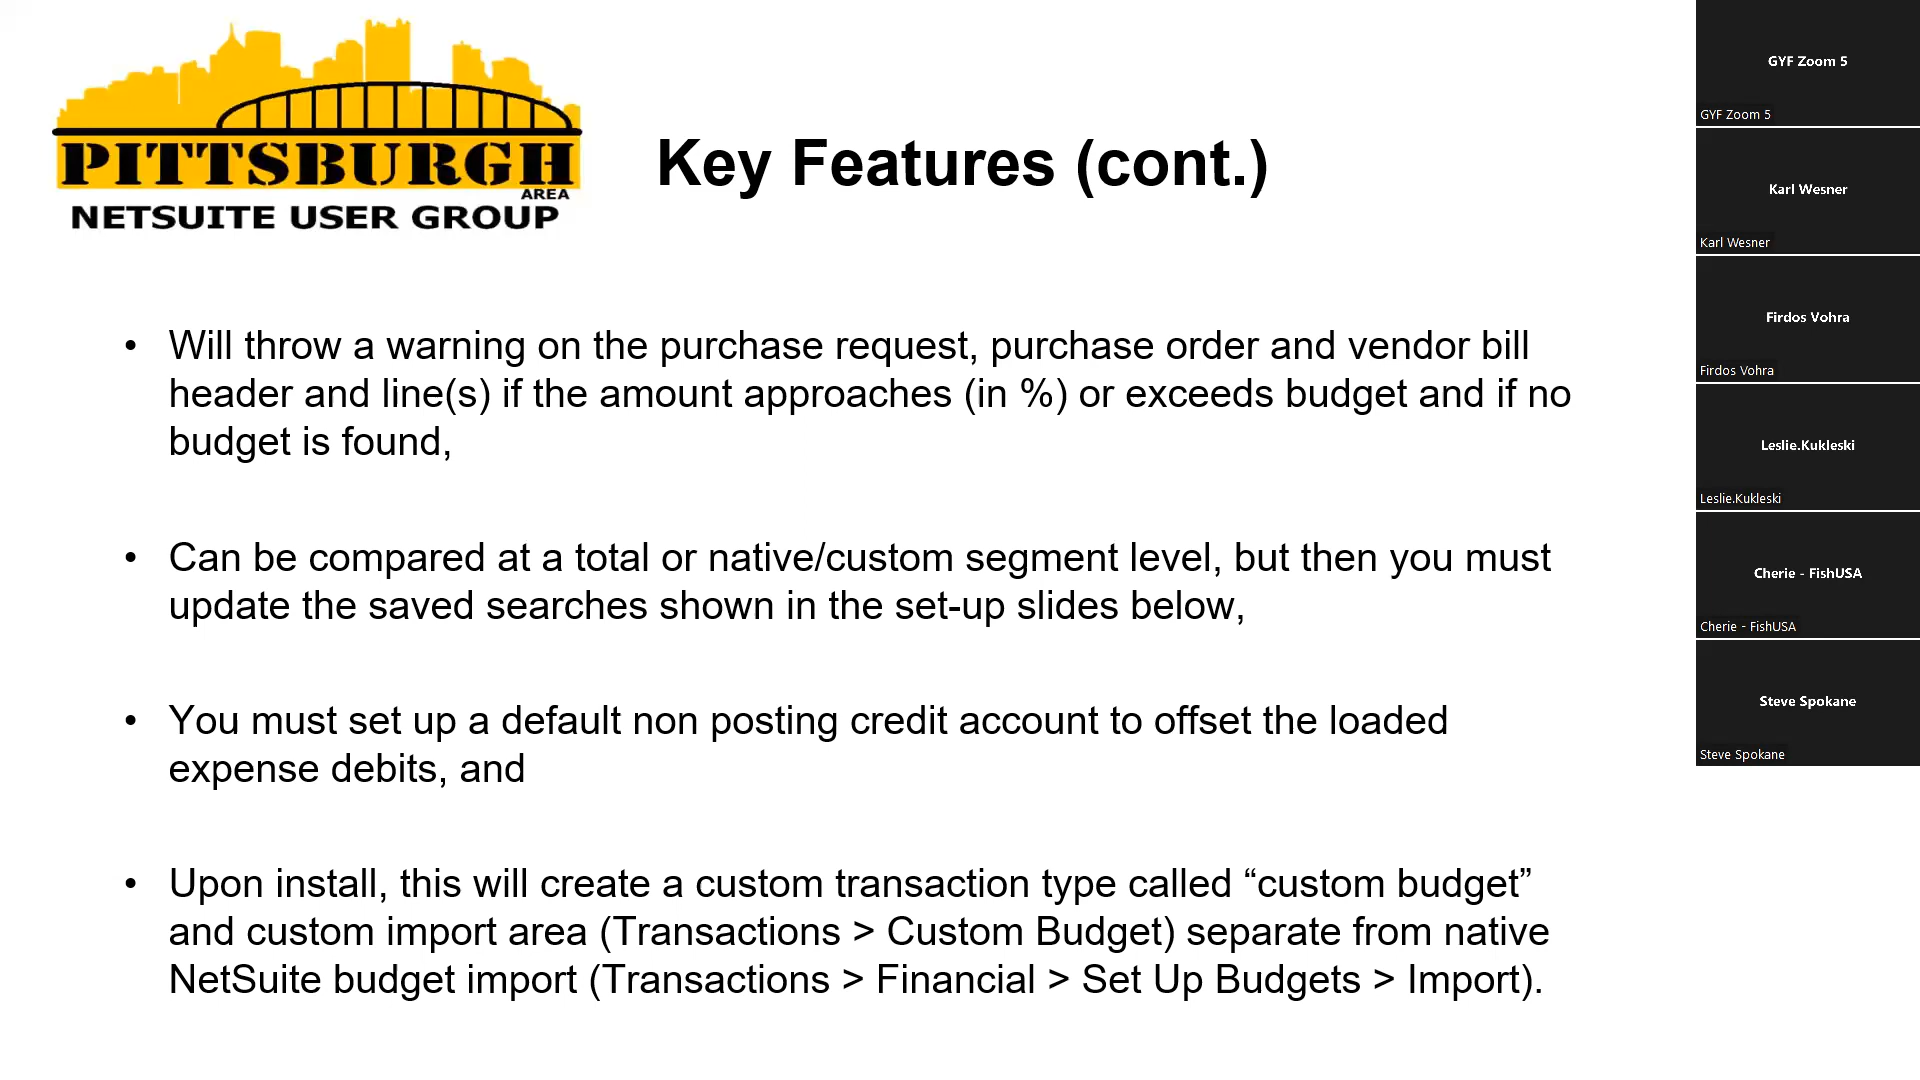 PITTSBURGH
AREA
NETSUITE USER GROUP
Key Features (cont.)
• Will throw a warning on the purchase request, purchase order and vendor bill
header and line(s) if the amount approaches (in %) or exceeds budget and if no
budget is found,
• Can be compared at a total or native/custom segment level, but then you must
update the saved searches shown in the set-up slides below,
• You must set up a default non posting credit account to offset the loaded
expense debits, and
• Upon install, this will create a custom transaction type called “custom budget”
and custom import area (Transactions > Custom Budget) separate from native
NetSuite budget import (Transactions > Financial > Set Up Budgets > Import).
GYF Zoom 5
GYF Zoom 5
Karl Wesner
Karl Wesner
Firdos Vohra
Firdos Vohra
Leslie.Kukleski
Leslie.Kukleski
Cherie - FishUSA
Cherie - FishUSA
Steve Spokane
Steve Spokane